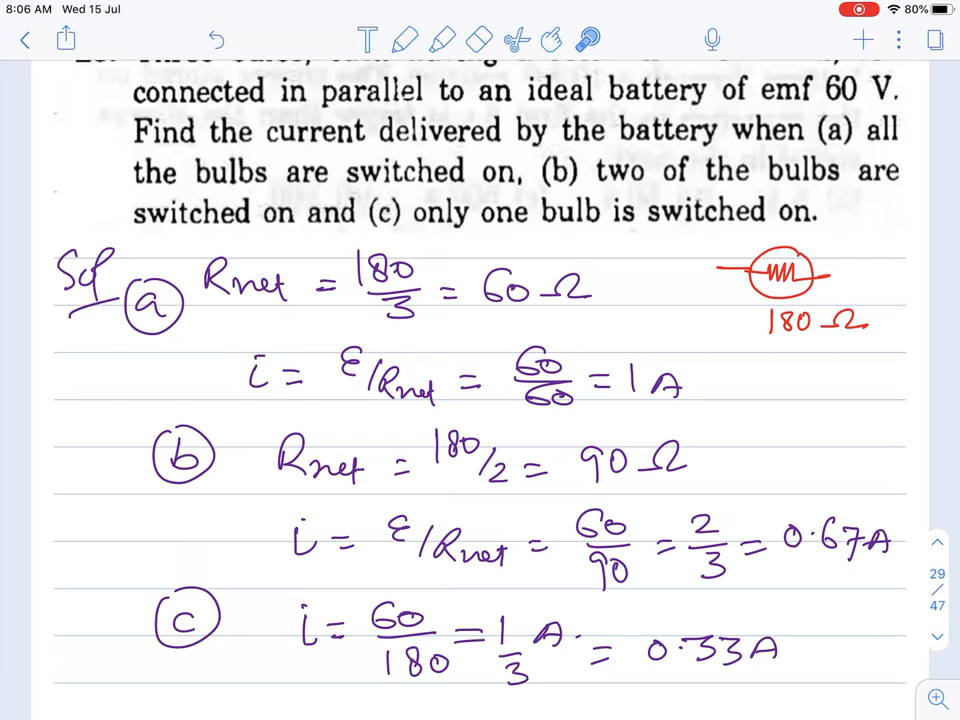 8:06 AM Wed 15 Jul
80%
T
connected in parallel to an ideal battery of emf 60 V.
Find the current delivered by the battery when (a) all
the bulbs are switched on, (b) two of the bulbs are
switched on and (c) only one bulb is switched on.
Sol
a Rnet = 180/3 = 60 Ω
180 Ω
i = ε/Rnet = 60/60 = 1 A
b Rnet = 180/2 = 90 Ω
i = ε/Rnet = 60/90 = 2/3 = 0.67A
c i = 60/180 = 1/3 A. = 0.33A
29
/
47